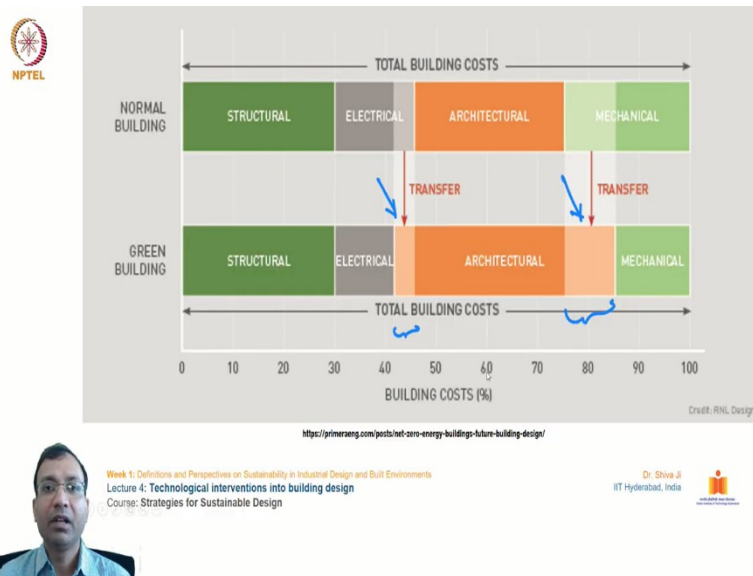 NPTEL
TOTAL BUILDING COSTS
NORMAL
BUILDING
STRUCTURAL
ELECTRICAL
ARCHITECTURAL
MECHANICAL
TRANSFER
TRANSFER
GREEN
BUILDING
STRUCTURAL
ELECTRICAL
ARCHITECTURAL
MECHANICAL
TOTAL BUILDING COSTS
0 10 20 30 40 50 60 70 80 90 100
BUILDING COSTS (%)
Credit: RNL Design
https://primeraeng.com/posts/net-zero-energy-buildings-future-building-design/
Week 1: Definitions and Perspectives on Sustainability in Industrial Design and Built Environments
Lecture 4: Technological interventions into building design
Course: Strategies for Sustainable Design
Dr. Shiva Ji
IIT Hyderabad, India